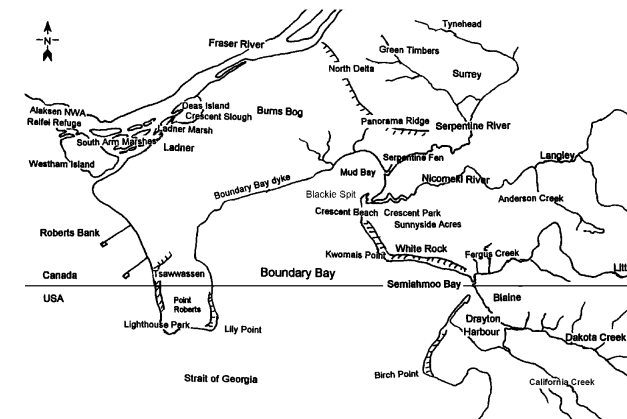 Tynehead
N
Fraser River
Green Timbers
North Delta
Surrey
Alaksen NWA
Deas Island
Burns Bog
Raifel Refuge
Crescent Slough
Panorama Ridge
Serpentine River
Ladner Marsh
South Arm Marshes
Ladner
Serpentine Fen
Langley
Westham Island
Mud Bay
Nicomekl River
Boundary Bay dyke
Blackie Spit
Anderson Creek
Crescent Beach
Crescent Park
Sunnyside Acres
Roberts Bank
White Rock
Kwomais Point
Fergus Creek
Canada
Tsawwassen
Boundary Bay
Semiahmoo Bay
Litt
USA
Point
Roberts
Blaine
Lighthouse Park
Lily Point
Drayton
Harbour
Dakota Creek
Birch Point
Strait of Georgia
California Creek